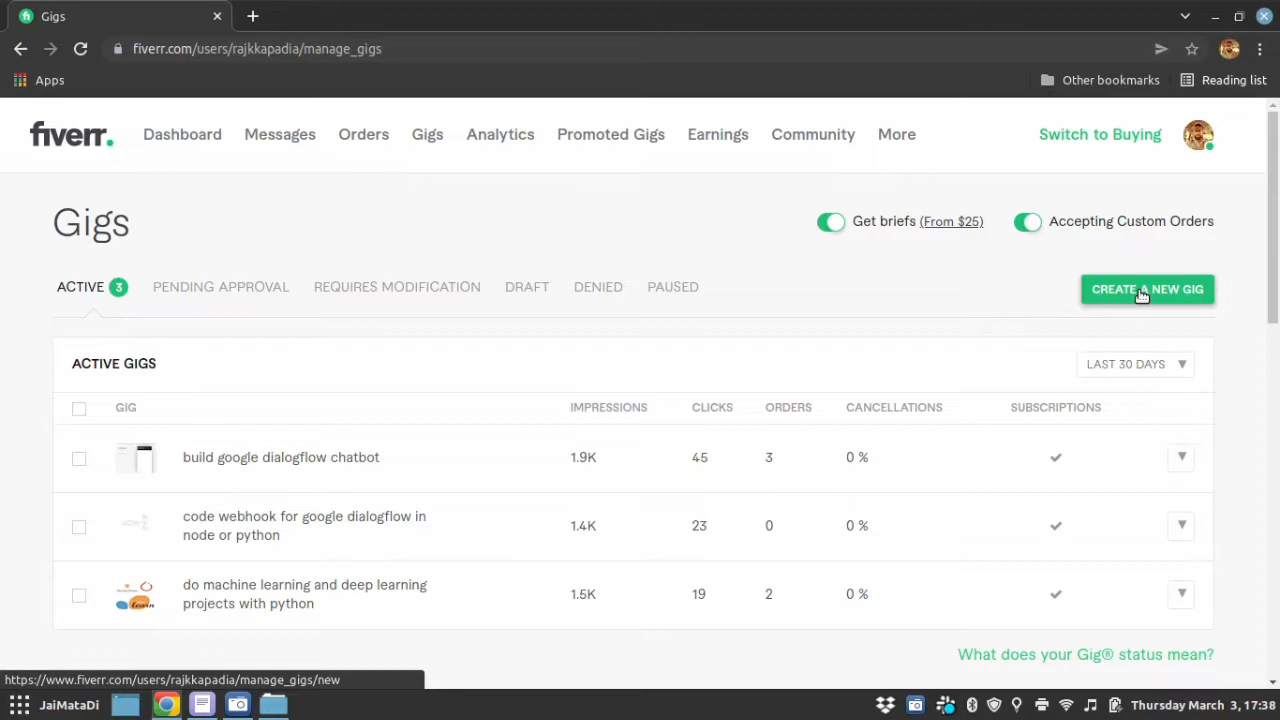 Gigs
fiverr.com/users/rajkkapadia/manage_gigs
Apps
Other bookmarks
Reading list
fiverr.
Dashboard
Messages
Orders
Gigs
Analytics
Promoted Gigs
Earnings
Community
More
Switch to Buying
Gigs
Get briefs (From $25)
Accepting Custom Orders
ACTIVE 3
PENDING APPROVAL
REQUIRES MODIFICATION
DRAFT
DENIED
PAUSED
CREATE A NEW GIG
ACTIVE GIGS
LAST 30 DAYS
GIG
IMPRESSIONS
CLICKS
ORDERS
CANCELLATIONS
SUBSCRIPTIONS
build google dialogflow chatbot
1.9K
45
3
0 %
code webhook for google dialogflow in
node or python
1.4K
23
0
0 %
do machine learning and deep learning
projects with python
1.5K
19
2
0 %
What does your Gig® status mean?
https://www.fiverr.com/users/rajkkapadia/manage_gigs/new
JaiMataDi
Thursday March 3, 17:38